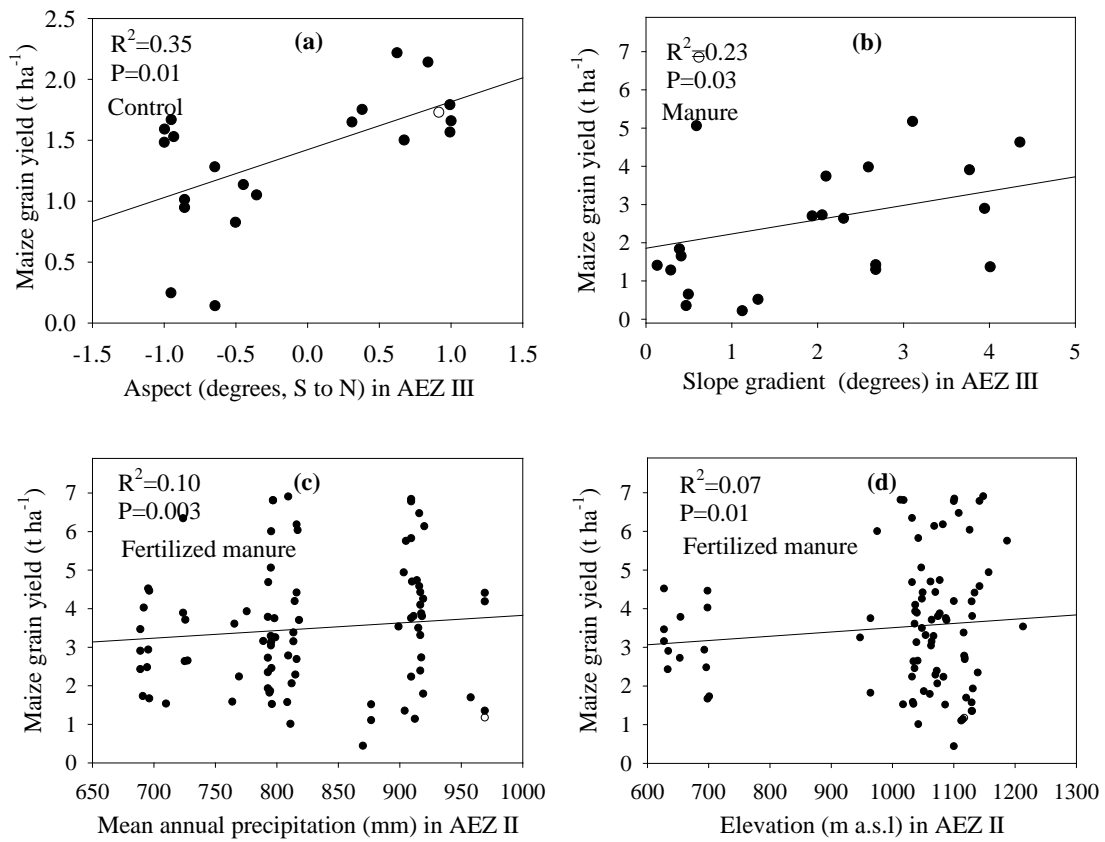 (a)
R²=0.35
P=0.01
Control
Maize grain yield (t ha⁻¹)
2.5
2.0
1.5
1.0
0.5
0.0
-1.5 -1.0 -0.5 0.0 0.5 1.0 1.5
Aspect (degrees, S to N) in AEZ III
(b)
R²=0.23
P=0.03
Manure
Maize grain yield (t ha⁻¹)
7
6
5
4
3
2
1
0
0 1 2 3 4 5
Slope gradient (degrees) in AEZ III
(c)
R²=0.10
P=0.003
Fertilized manure
Maize grain yield (t ha⁻¹)
7
6
5
4
3
2
1
0
650 700 750 800 850 900 950 1000
Mean annual precipitation (mm) in AEZ II
(d)
R²=0.07
P=0.01
Fertilized manure
Maize grain yield (t ha⁻¹)
7
6
5
4
3
2
1
0
600 700 800 900 1000 1100 1200 1300
Elevation (m a.s.l) in AEZ II